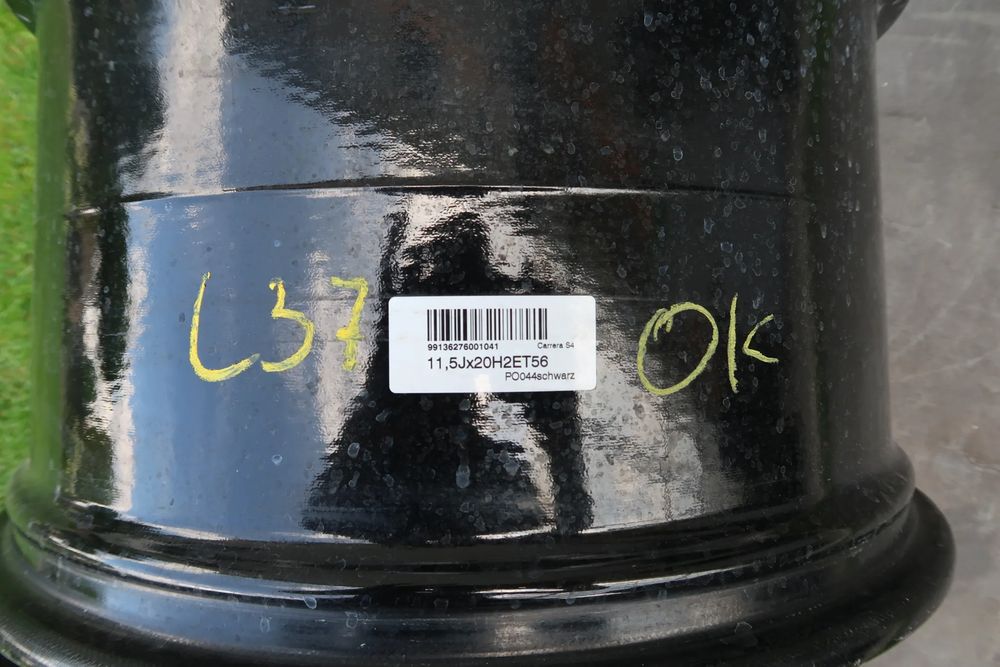 L37
99136276001041 Carrera S4
11,5Jx20H2ET56
PO044schwarz
OK